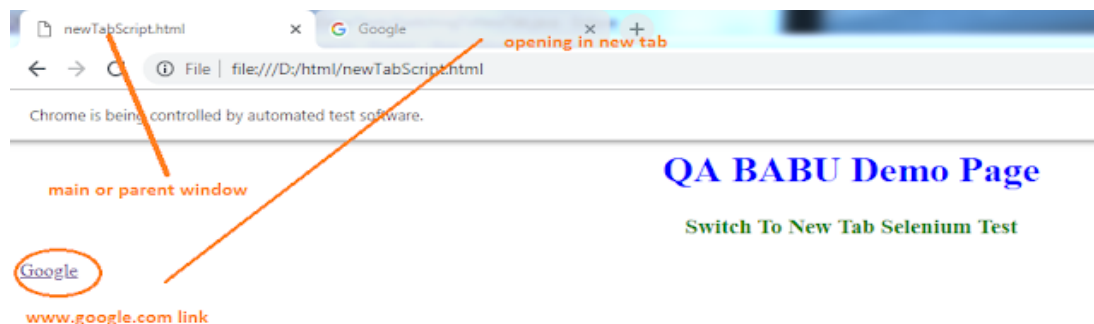 newTabScript.html × G Google × +
opening in new tab
File | file:///D:/html/newTabScript.html
Chrome is being controlled by automated test software.
main or parent window
QA BABU Demo Page
Switch To New Tab Selenium Test
Google
www.google.com link